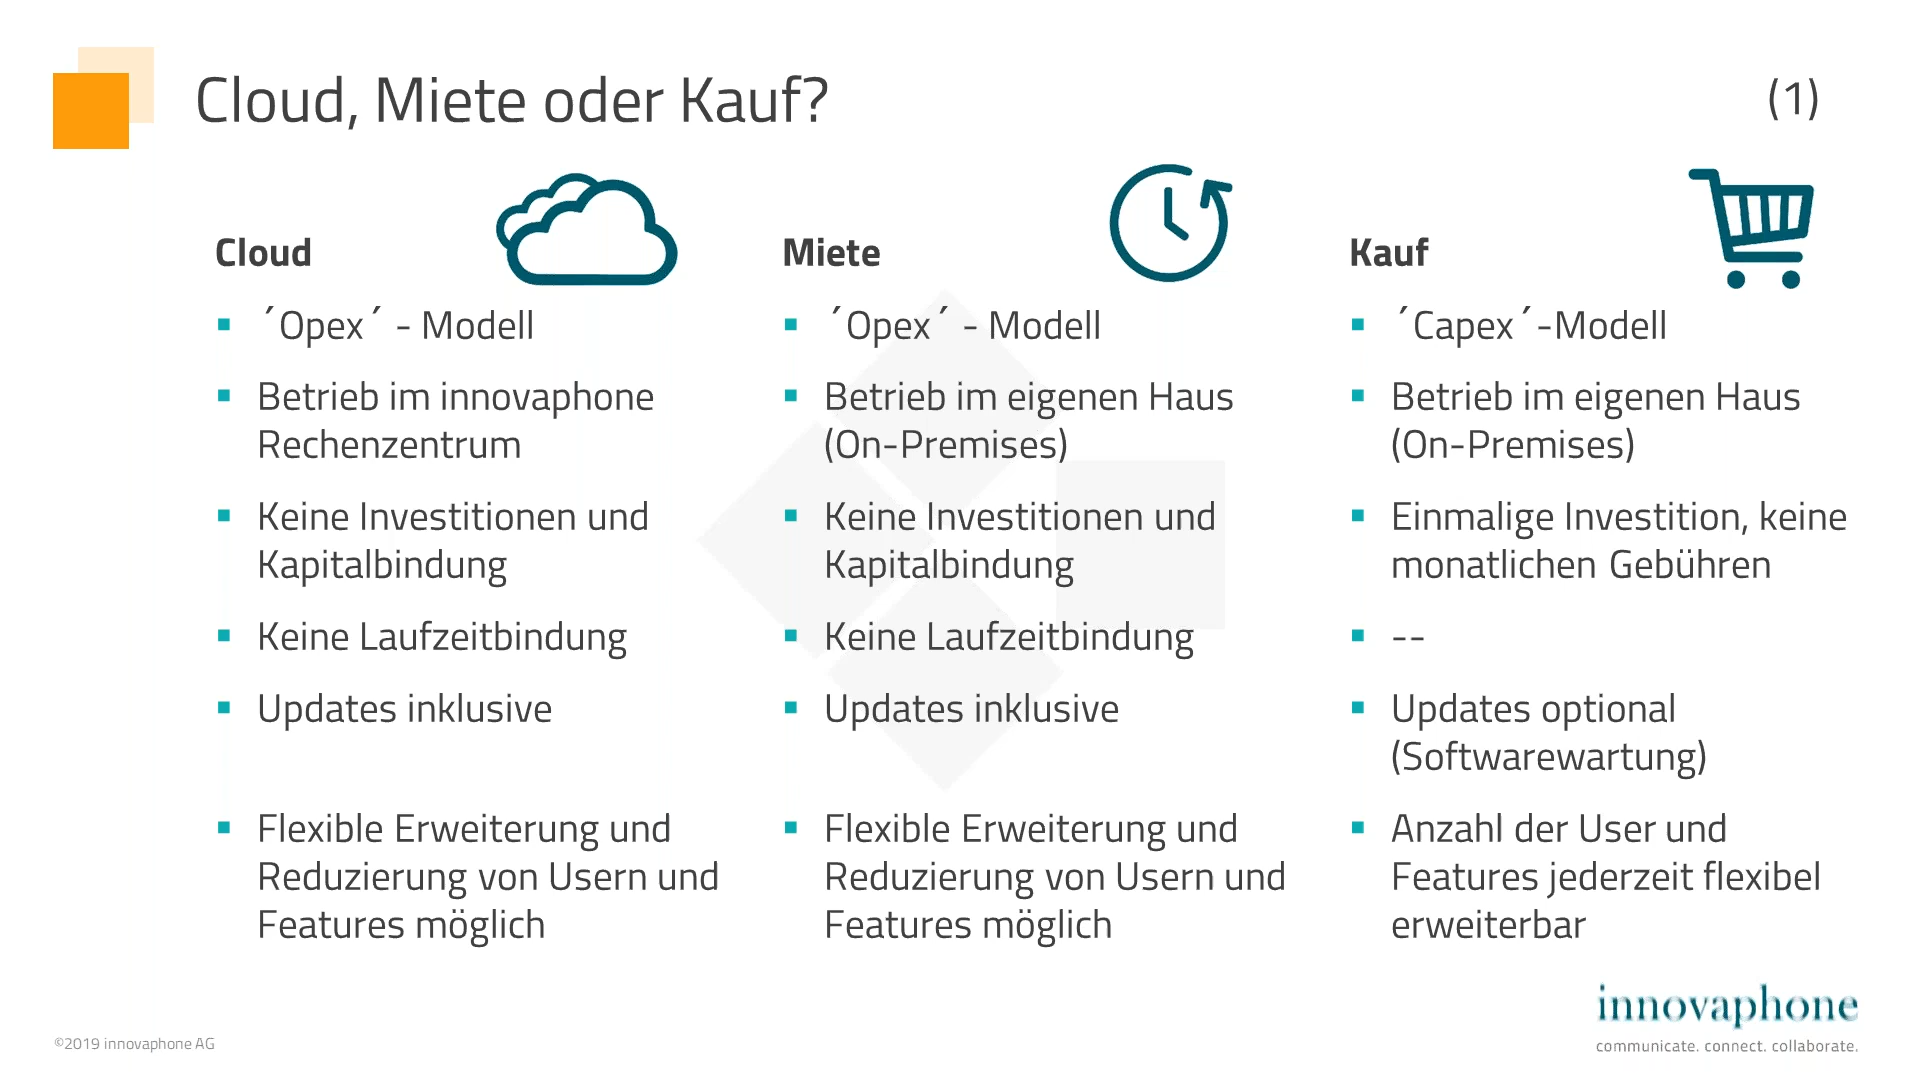 Cloud, Miete oder Kauf?
(1)
Cloud
▪ ´Opex´ - Modell
▪ Betrieb im innovaphone
Rechenzentrum
▪ Keine Investitionen und
Kapitalbindung
▪ Keine Laufzeitbindung
▪ Updates inklusive
▪ Flexible Erweiterung und
Reduzierung von Usern und
Features möglich
Miete
▪ ´Opex´ - Modell
▪ Betrieb im eigenen Haus
(On-Premises)
▪ Keine Investitionen und
Kapitalbindung
▪ Keine Laufzeitbindung
▪ Updates inklusive
▪ Flexible Erweiterung und
Reduzierung von Usern und
Features möglich
Kauf
▪ ´Capex´-Modell
▪ Betrieb im eigenen Haus
(On-Premises)
▪ Einmalige Investition, keine
monatlichen Gebühren
▪ --
▪ Updates optional
(Softwarewartung)
▪ Anzahl der User und
Features jederzeit flexibel
erweiterbar
©2019 innovaphone AG
innovaphone
communicate. connect. collaborate.